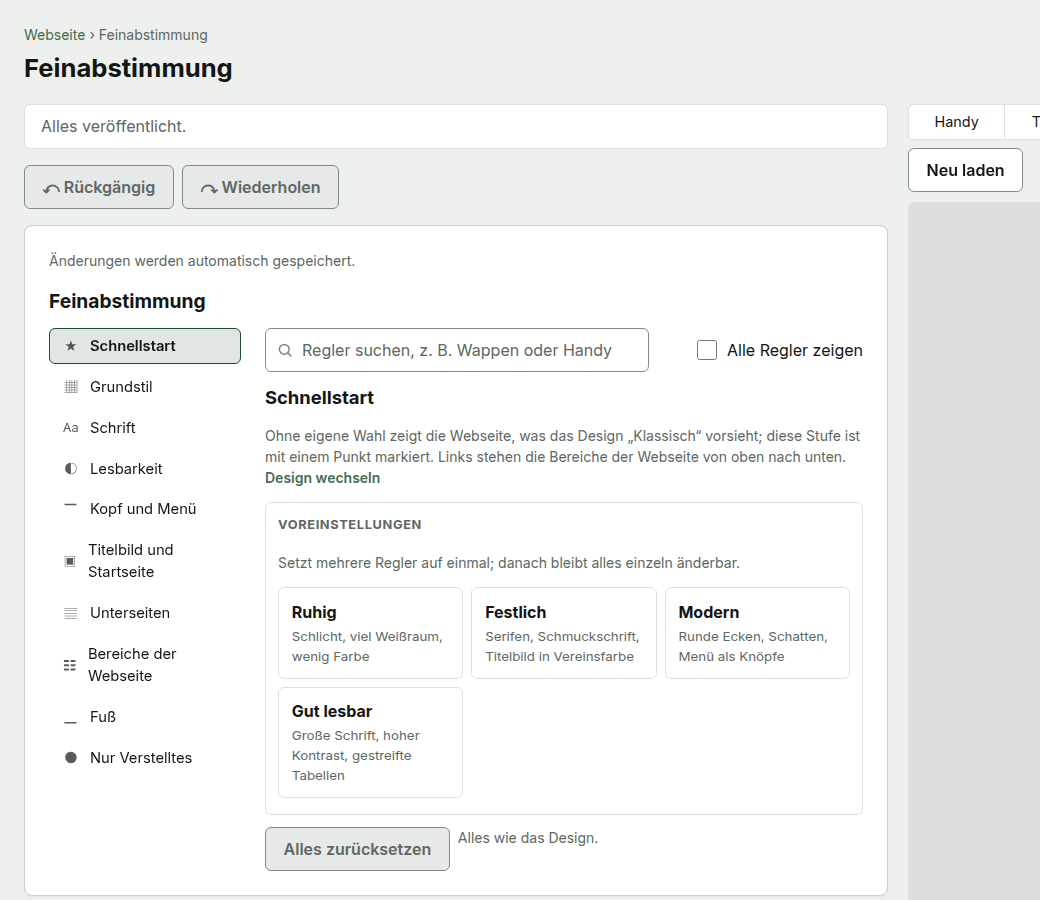 Webseite › Feinabstimmung
Feinabstimmung
Alles veröffentlicht.
Handy
T
↶ Rückgängig
↷ Wiederholen
Neu laden
Änderungen werden automatisch gespeichert.
Feinabstimmung
★ Schnellstart
Grundstil
Aa Schrift
Lesbarkeit
Kopf und Menü
Titelbild und
Startseite
Unterseiten
Bereiche der
Webseite
Fuß
Nur Verstelltes
Regler suchen, z. B. Wappen oder Handy
Alle Regler zeigen
Schnellstart
Ohne eigene Wahl zeigt die Webseite, was das Design „Klassisch“ vorsieht; diese Stufe ist
mit einem Punkt markiert. Links stehen die Bereiche der Webseite von oben nach unten.
Design wechseln
VOREINSTELLUNGEN
Setzt mehrere Regler auf einmal; danach bleibt alles einzeln änderbar.
Ruhig
Schlicht, viel Weißraum,
wenig Farbe
Festlich
Serifen, Schmuckschrift,
Titelbild in Vereinsfarbe
Modern
Runde Ecken, Schatten,
Menü als Knöpfe
Gut lesbar
Große Schrift, hoher
Kontrast, gestreifte
Tabellen
Alles zurücksetzen
Alles wie das Design.